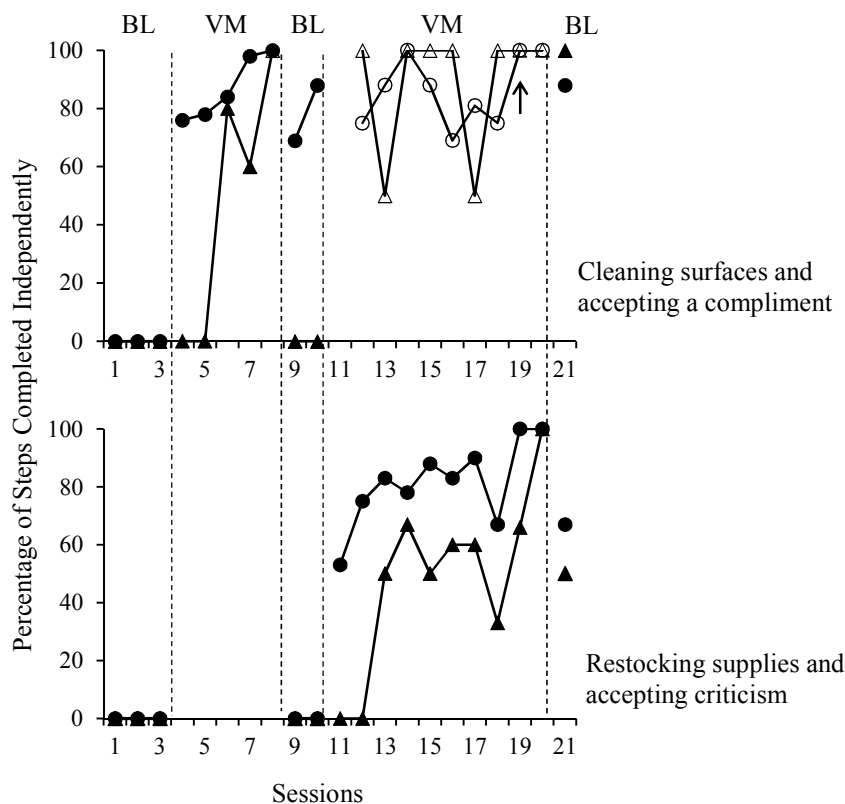 BL VM BL VM BL
100
80
60
40
20
0
1 3 5 7 9 11 13 15 17 19 21
Cleaning surfaces and
accepting a compliment
100
80
60
40
20
0
1 3 5 7 9 11 13 15 17 19 21
Restocking supplies and
accepting criticism
Percentage of Steps Completed Independently
Sessions